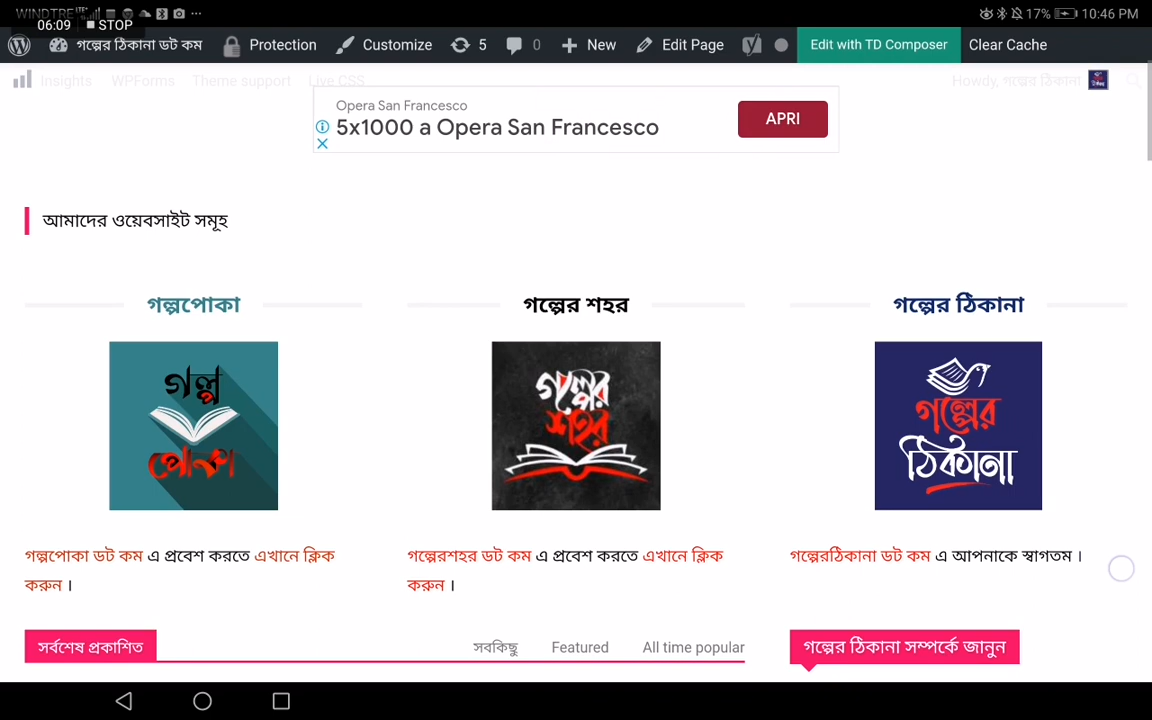 WINDTRE
17% 10:46 PM
06:09 STOP
গল্পের ঠিকানা ডট কম Protection Customize 5 0 New Edit Page Edit with TD Composer Clear Cache
Insights WPForms Theme support Live CSS Howdy, গল্পের ঠিকানা
Opera San Francesco
5x1000 a Opera San Francesco
APRI
আমাদের ওয়েবসাইট সমূহ
গল্পপোকা গল্পের শহর গল্পের ঠিকানা
গল্প
পোকা
গল্পের
শহর
গল্পের
ঠিকানা
গল্পপোকা ডট কম এ প্রবেশ করতে এখানে ক্লিক
করুন ।
গল্পেরশহর ডট কম এ প্রবেশ করতে এখানে ক্লিক
করুন ।
গল্পেরঠিকানা ডট কম এ আপনাকে স্বাগতম ।
সর্বশেষ প্রকাশিত সবকিছু Featured All time popular
গল্পের ঠিকানা সম্পর্কে জানুন